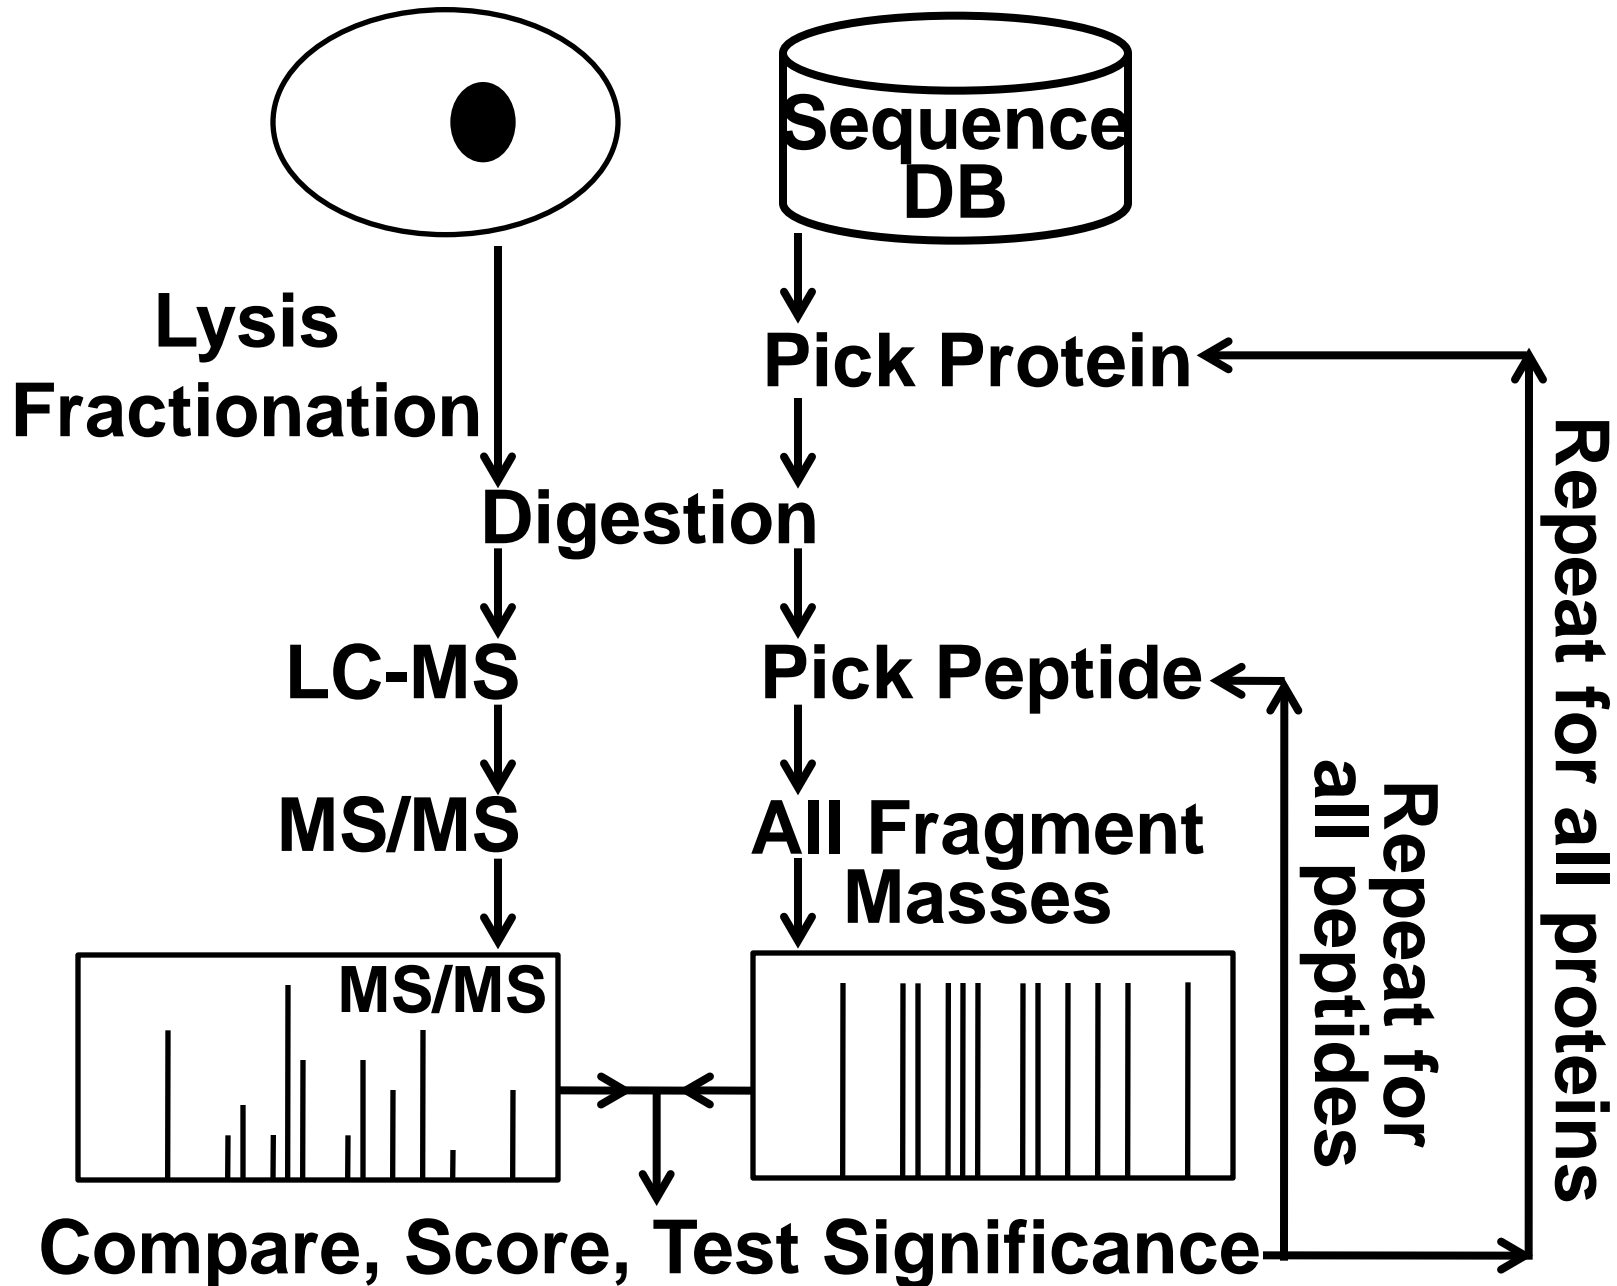 Sequence
DB
Lysis
Fractionation
Pick Protein
Digestion
LC-MS
Pick Peptide
MS/MS
All Fragment
Masses
MS/MS
Repeat for
all peptides
Repeat for all proteins
Compare, Score, Test Significance